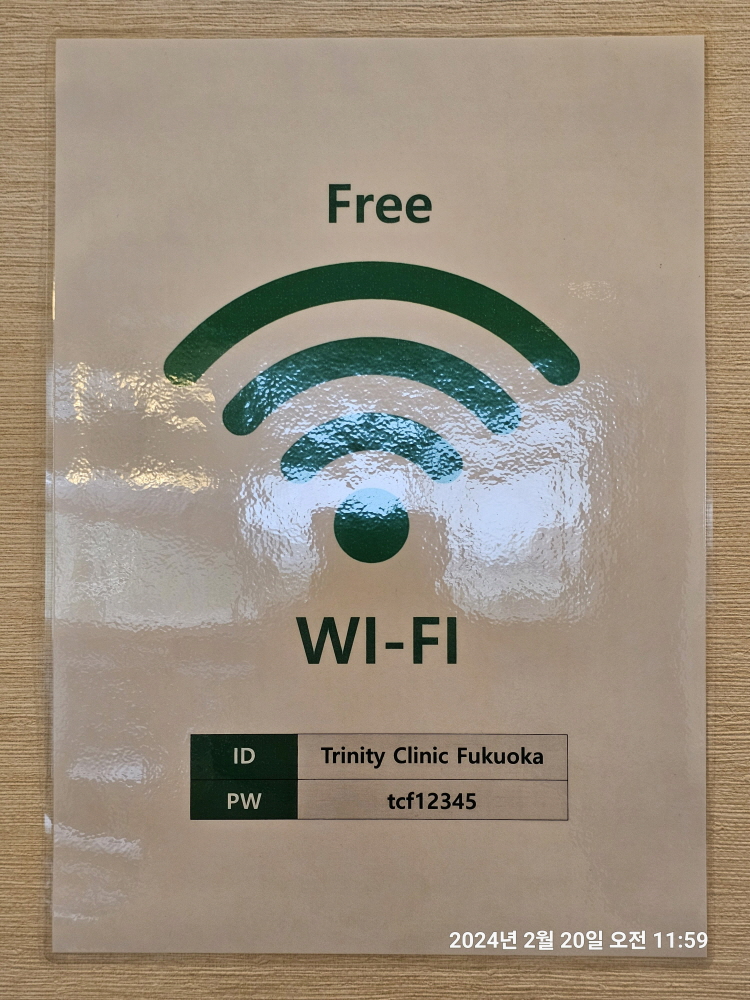 Free
WI-FI
ID Trinity Clinic Fukuoka
PW tcf12345
2024년 2월 20일 오전 11:59